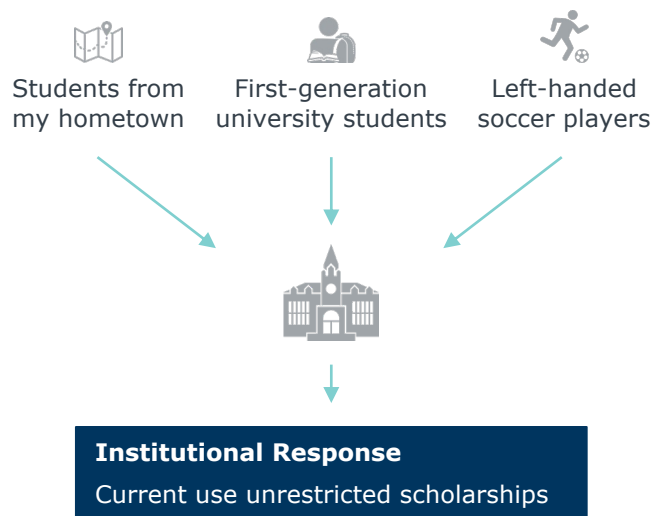 Students from
my hometown
First-generation
university students
Left-handed
soccer players
Institutional Response
Current use unrestricted scholarships